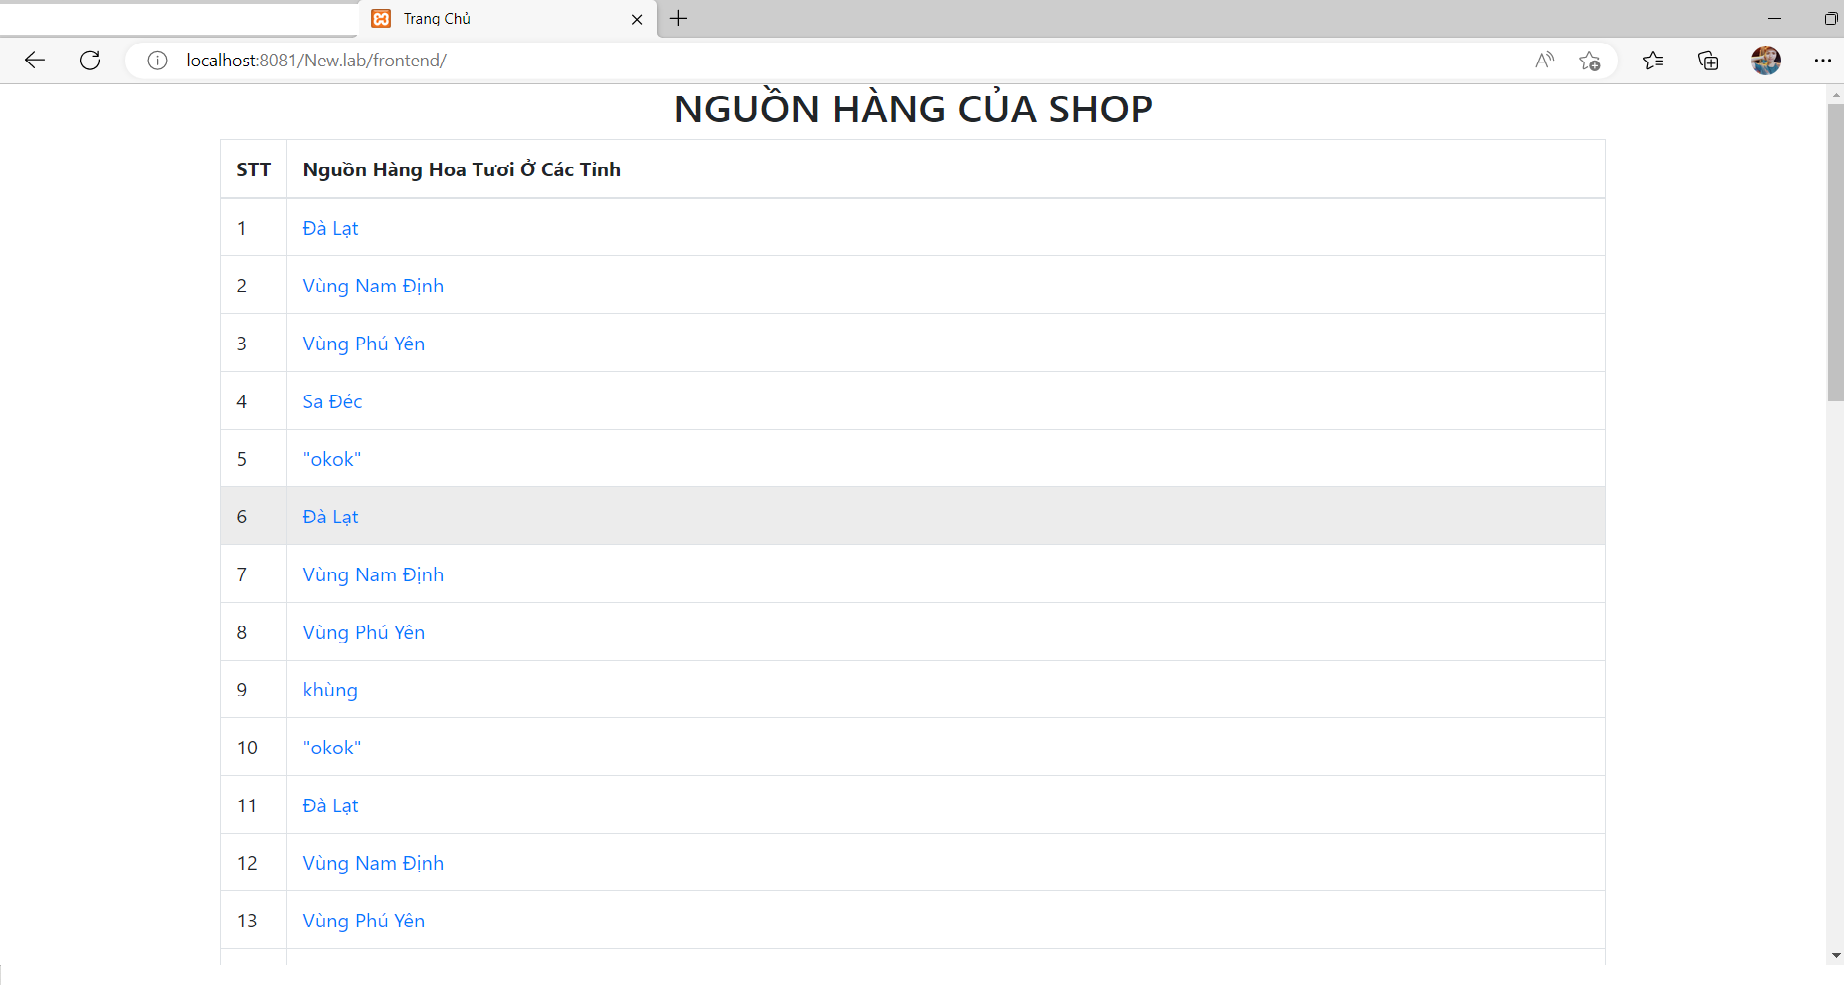 Trang Chủ
localhost:8081/New.lab/frontend/
NGUỒN HÀNG CỦA SHOP
STT Nguồn Hàng Hoa Tươi Ở Các Tỉnh
1 Đà Lạt
2 Vùng Nam Định
3 Vùng Phú Yên
4 Sa Đéc
5 "okok"
6 Đà Lạt
7 Vùng Nam Định
8 Vùng Phú Yên
9 khùng
10 "okok"
11 Đà Lạt
12 Vùng Nam Định
13 Vùng Phú Yên